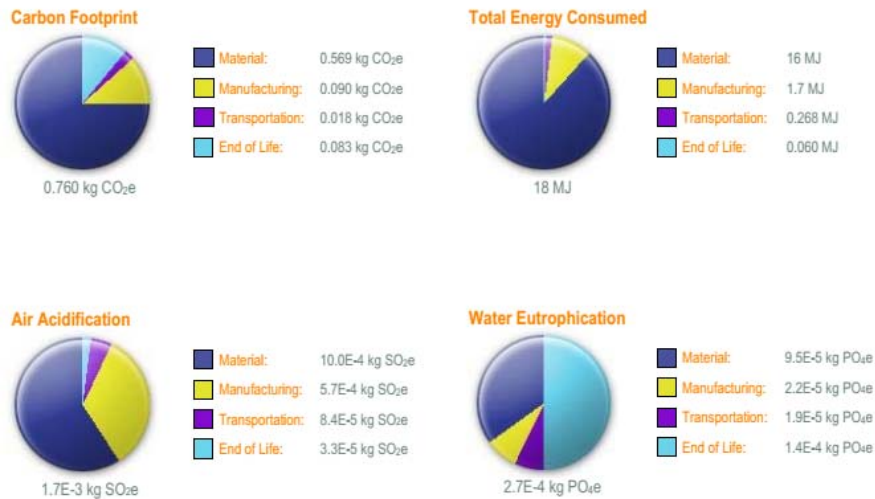 Carbon Footprint
Material: 0.569 kg CO₂e
Manufacturing: 0.090 kg CO₂e
Transportation: 0.018 kg CO₂e
End of Life: 0.083 kg CO₂e
0.760 kg CO₂e
Total Energy Consumed
Material: 16 MJ
Manufacturing: 1.7 MJ
Transportation: 0.268 MJ
End of Life: 0.060 MJ
18 MJ
Air Acidification
Material: 10.0E-4 kg SO₂e
Manufacturing: 5.7E-4 kg SO₂e
Transportation: 8.4E-5 kg SO₂e
End of Life: 3.3E-5 kg SO₂e
1.7E-3 kg SO₂e
Water Eutrophication
Material: 9.5E-5 kg PO₄e
Manufacturing: 2.2E-5 kg PO₄e
Transportation: 1.9E-5 kg PO₄e
End of Life: 1.4E-4 kg PO₄e
2.7E-4 kg PO₄e